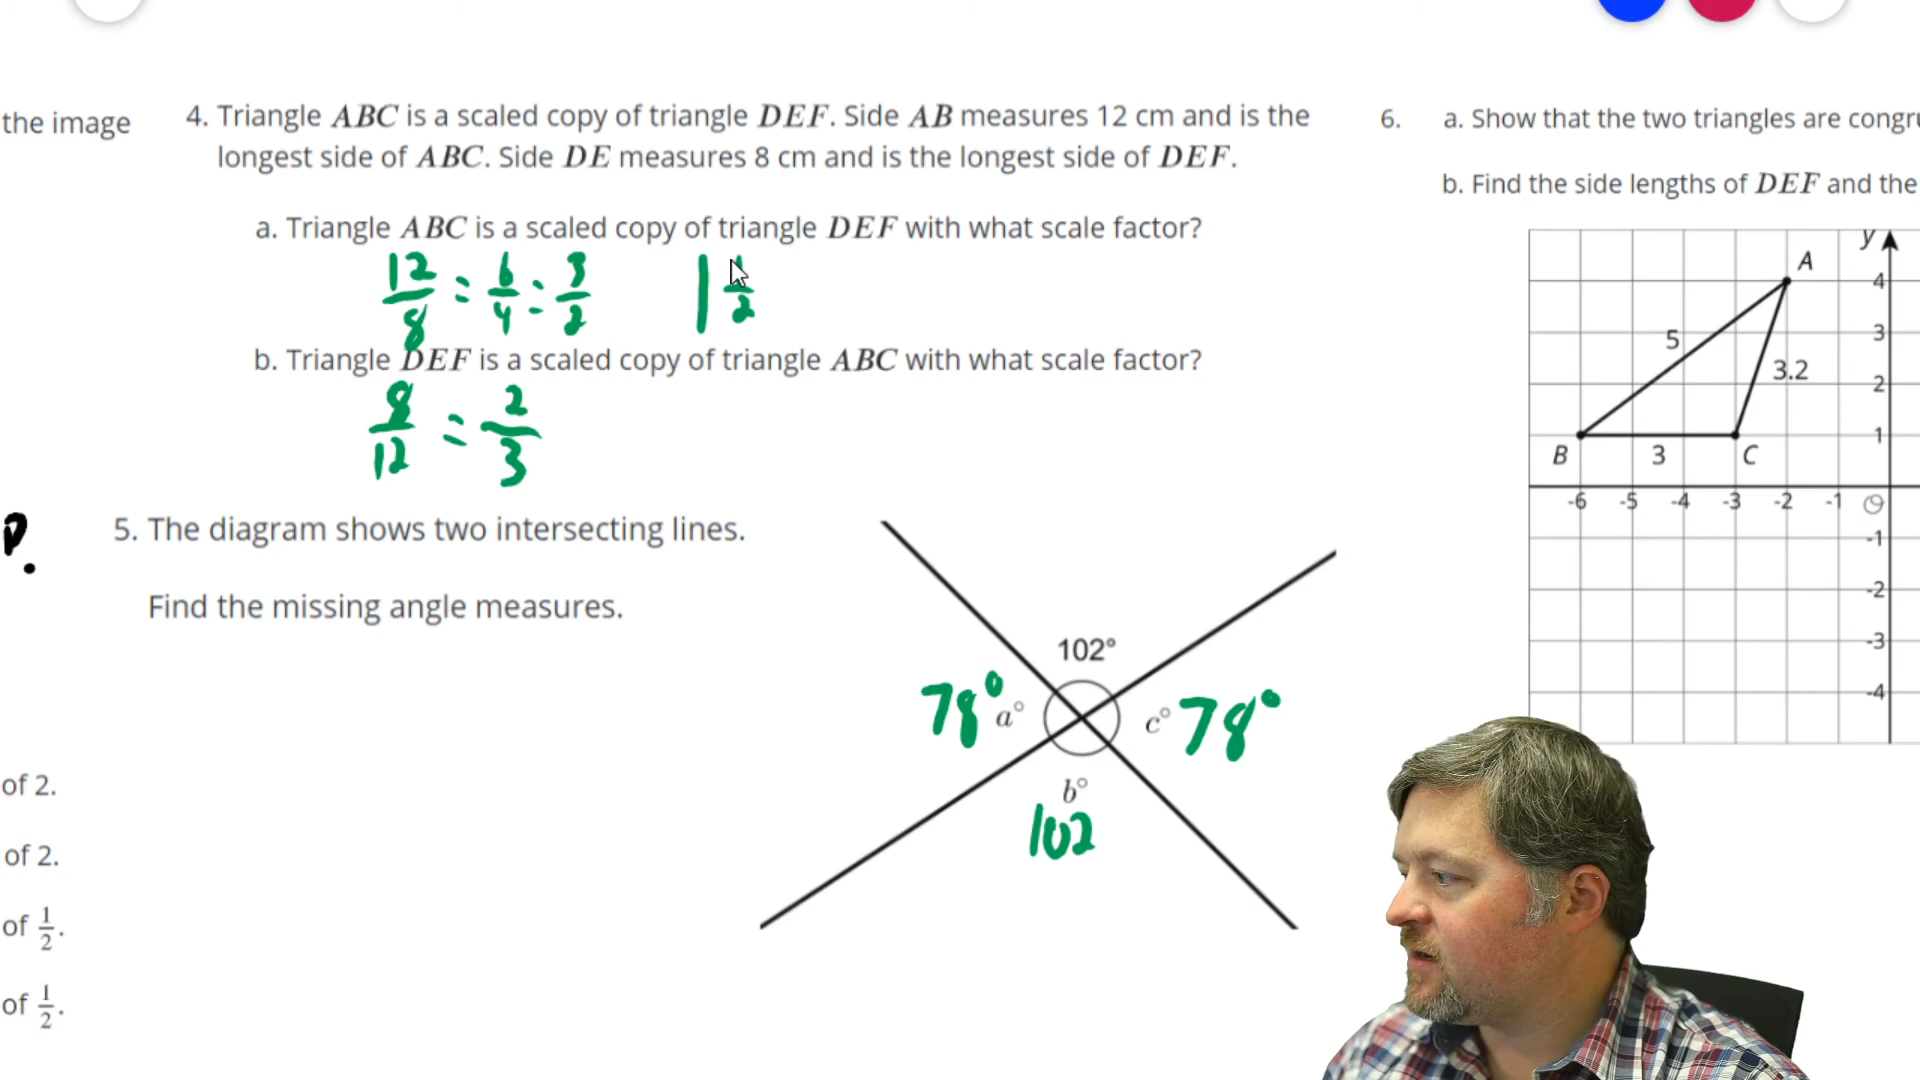 the image
4. Triangle ABC is a scaled copy of triangle DEF. Side AB measures 12 cm and is the
longest side of ABC. Side DE measures 8 cm and is the longest side of DEF.
a. Triangle ABC is a scaled copy of triangle DEF with what scale factor?
12/8 = 6/4 = 3/2 1 1/2
b. Triangle DEF is a scaled copy of triangle ABC with what scale factor?
8/12 = 2/3
P.
5. The diagram shows two intersecting lines.
Find the missing angle measures.
102°
78° a°
c° 78°
b°
102
of 2.
of 2.
of 1/2.
of 1/2.
6. a. Show that the two triangles are congru
b. Find the side lengths of DEF and the
y
A
4
3
2
1
5
3.2
B
3
C
-6 -5 -4 -3 -2 -1 O
-1
-2
-3
-4